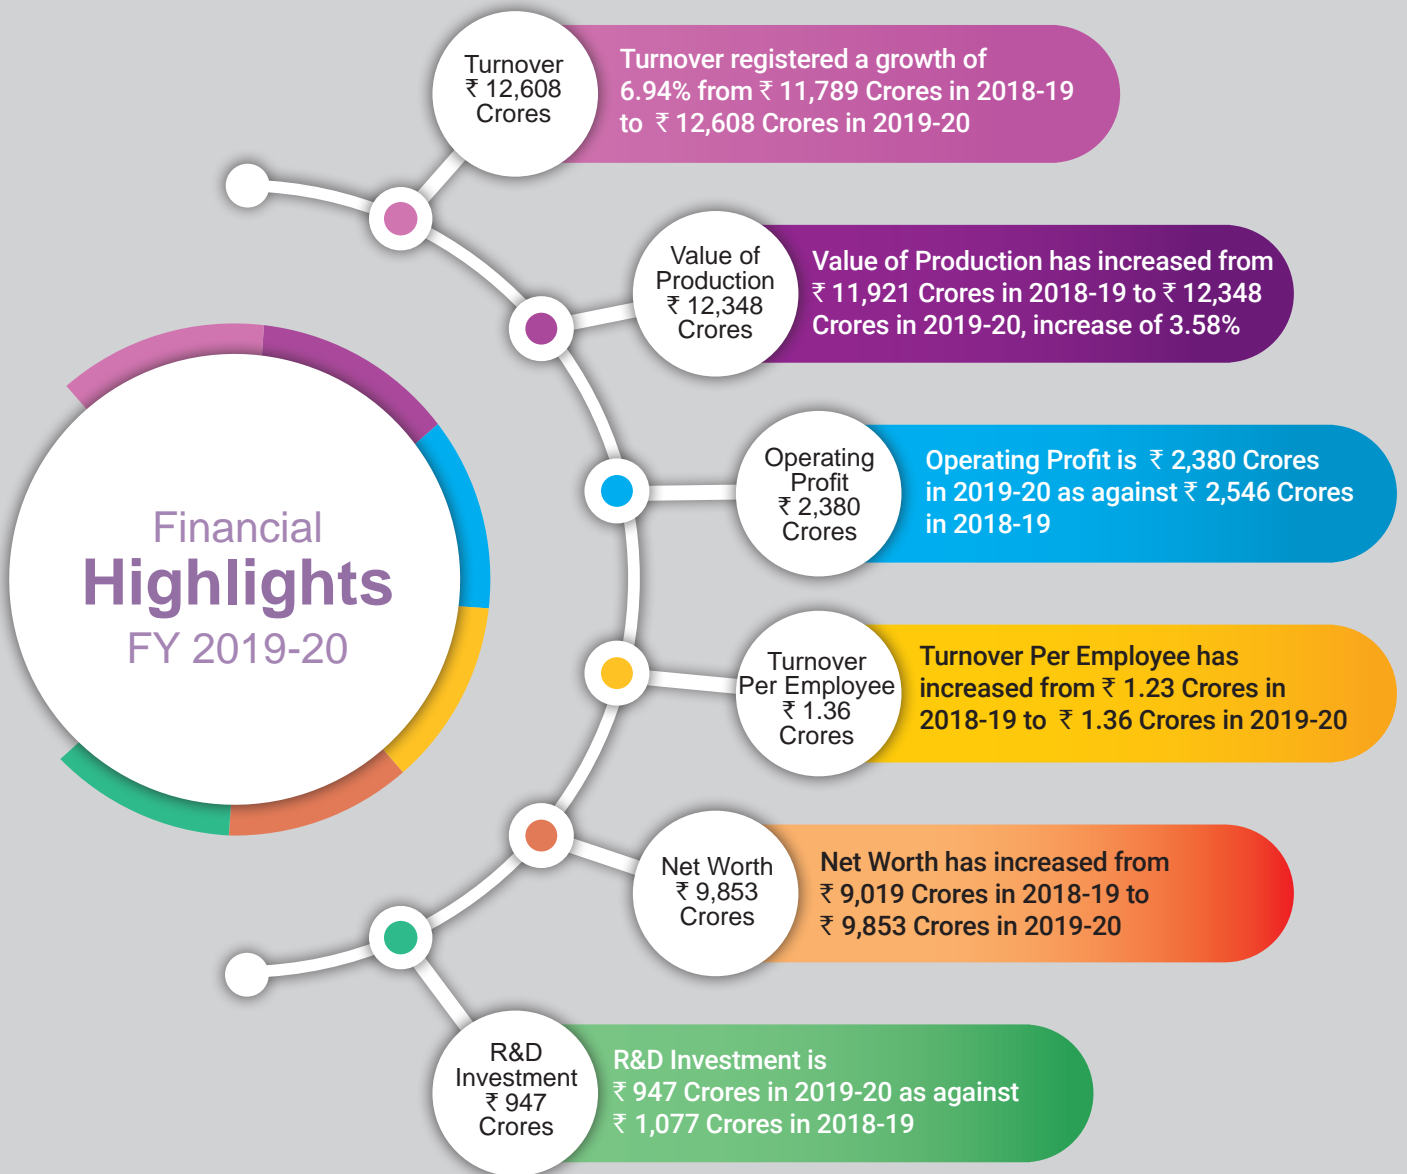 Turnover
₹ 12,608
Crores
Turnover registered a growth of
6.94% from ₹ 11,789 Crores in 2018-19
to ₹ 12,608 Crores in 2019-20
Value of
Production
₹ 12,348
Crores
Value of Production has increased from
₹ 11,921 Crores in 2018-19 to ₹ 12,348
Crores in 2019-20, increase of 3.58%
Operating
Profit
₹ 2,380
Crores
Operating Profit is ₹ 2,380 Crores
in 2019-20 as against ₹ 2,546 Crores
in 2018-19
Financial
Highlights
FY 2019-20
Turnover
Per Employee
₹ 1.36
Crores
Turnover Per Employee has
increased from ₹ 1.23 Crores in
2018-19 to ₹ 1.36 Crores in 2019-20
Net Worth
₹ 9,853
Crores
Net Worth has increased from
₹ 9,019 Crores in 2018-19 to
₹ 9,853 Crores in 2019-20
R&D
Investment
₹ 947
Crores
R&D Investment is
₹ 947 Crores in 2019-20 as against
₹ 1,077 Crores in 2018-19